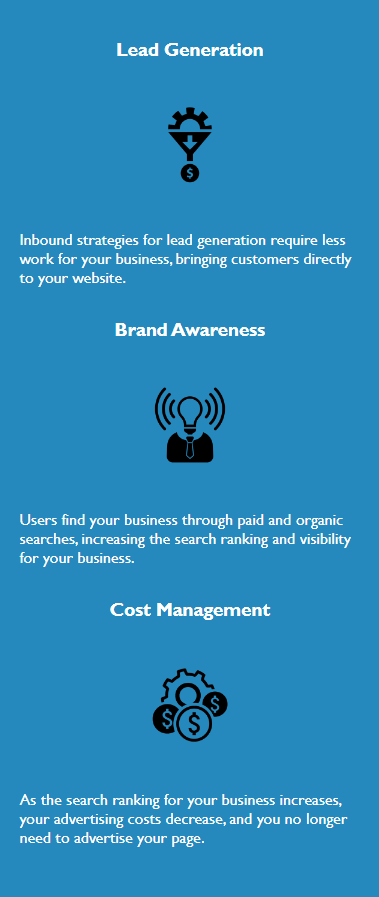 Lead Generation
$
Inbound strategies for lead generation require less
work for your business, bringing customers directly
to your website.
Brand Awareness
Users find your business through paid and organic
searches, increasing the search ranking and visibility
for your business.
Cost Management
$ $ $
As the search ranking for your business increases,
your advertising costs decrease, and you no longer
need to advertise your page.